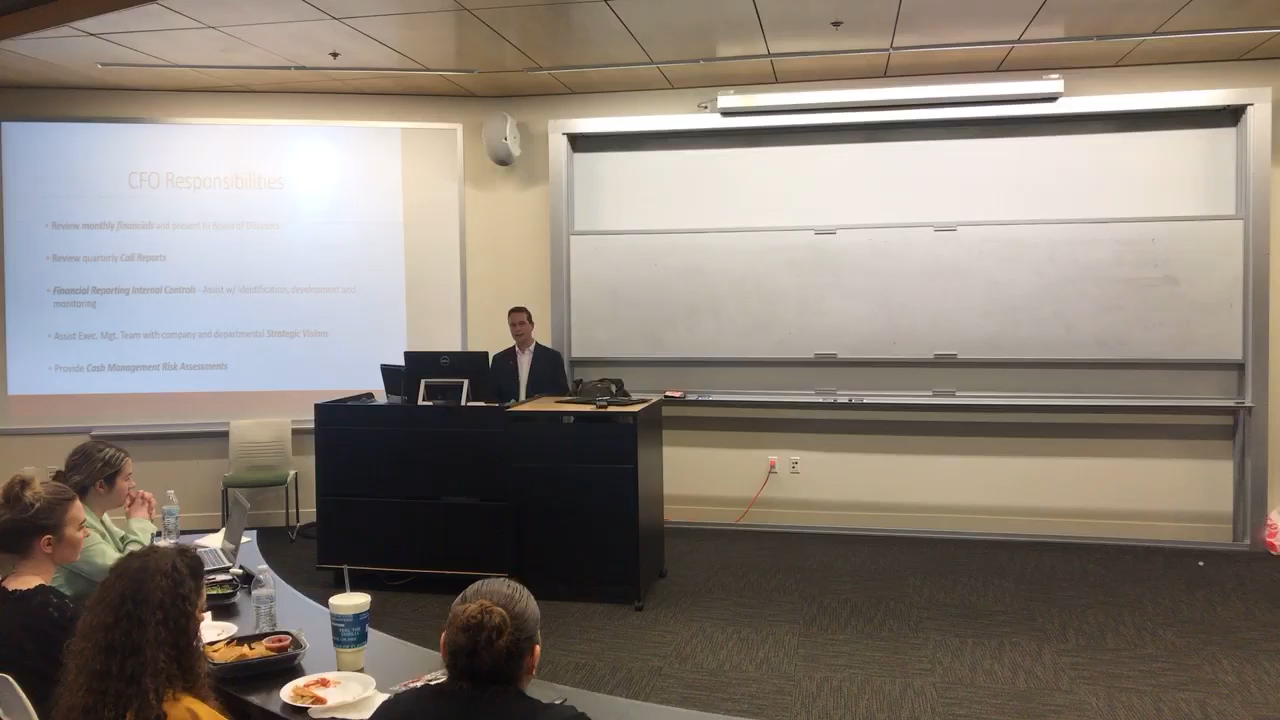 CFO Responsibilities
• Review monthly financials and present to Board of Directors
• Review quarterly Call Reports
• Financial Reporting Internal Controls - Assist w/ identification, development and
monitoring
• Assist Exec. Mgt. Team with company and departmental Strategic Visions
• Provide Cash Management Risk Assessments
DELL